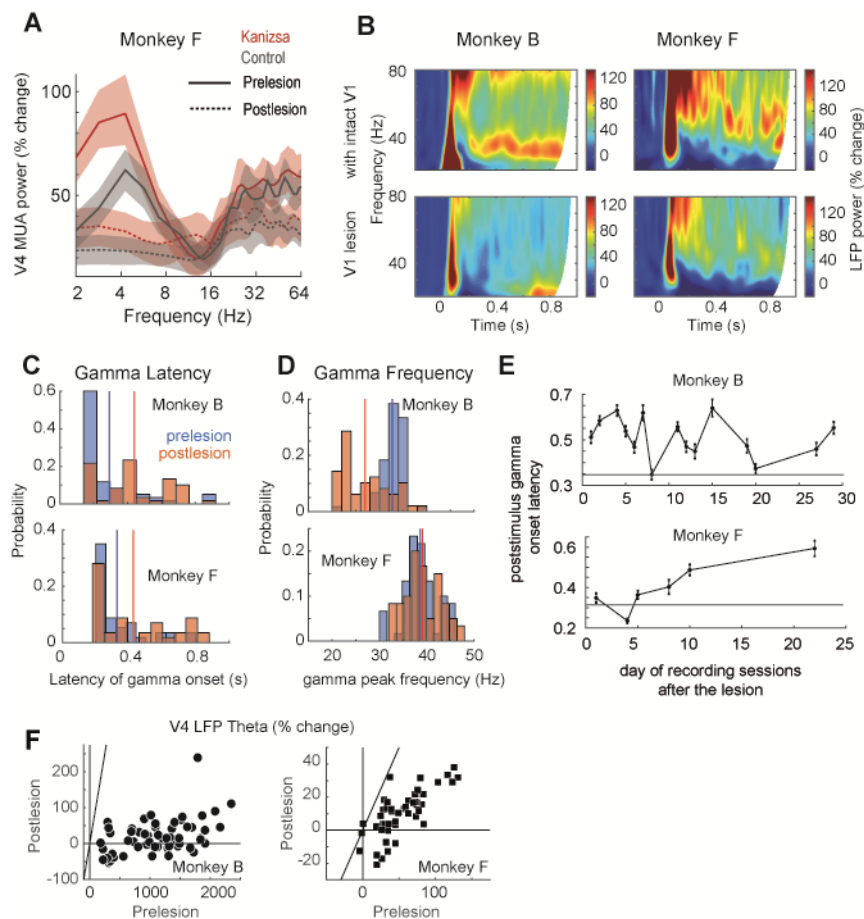 A
Monkey F
Kanizsa
Control
Prelesion
Postlesion
V4 MUA power (% change)
100
50
2 4 8 16 32 64
Frequency (Hz)
B
Monkey B Monkey F
with intact V1
V1 lesion
Frequency (Hz)
80
40
80
40
120
80
40
0
120
80
40
0
120
80
40
0
120
80
40
0
LFP power (% change)
0 0.4 0.8
Time (s)
0 0.4 0.8
Time (s)
C
Gamma Latency
Monkey B
prelesion
postlesion
0.6
0.4
0.2
0
Monkey F
0.4
0.2
0
Probability
0 0.4 0.8
Latency of gamma onset (s)
D
Gamma Frequency
Monkey B
0.4
0.2
0
Monkey F
0.2
0.1
0
Probability
20 30 40 50
gamma peak frequency (Hz)
E
Monkey B
0.7
0.5
0.3
0 5 10 15 20 25 30
Monkey F
0.6
0.4
0.2
0 5 10 15 20 25
poststimulus gamma
onset latency
day of recording sessions
after the lesion
F
V4 LFP Theta (% change)
Postlesion
200
100
0
-100
0 1000 2000
Monkey B
Prelesion
Postlesion
40
20
0
-20
0 100
Monkey F
Prelesion